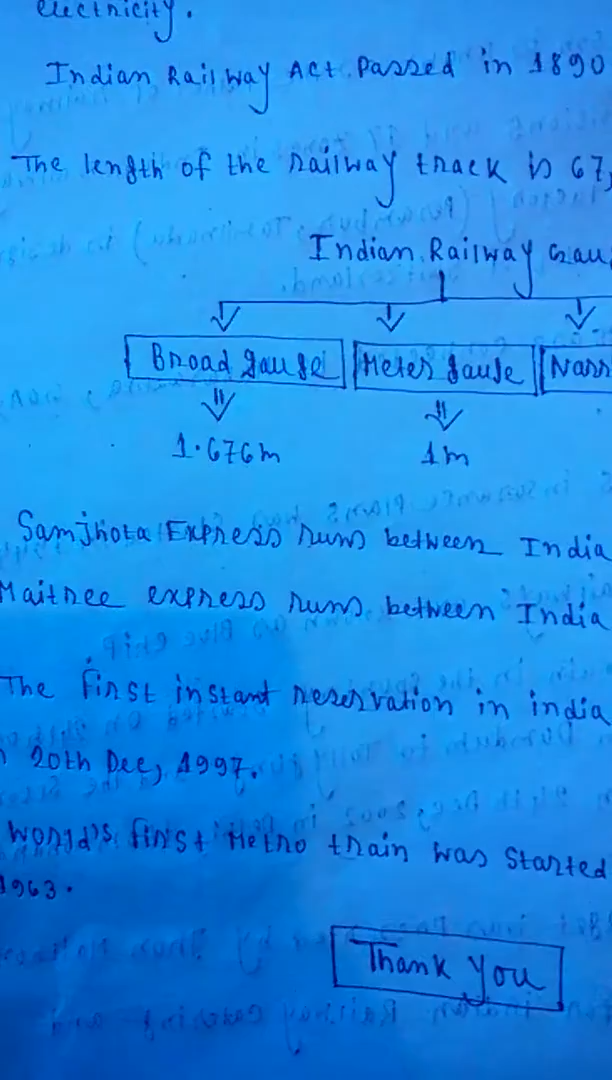 electricity.
Indian Railway Act Passed in 1890
The length of the railway track is 67,
Indian Railway Gau
Broad gauge Meter gauge Narr
1.676m 1m
Samjhota Express runs between India
Maitree express runs between India
The first instant reservation in india
20th Dec, 1997.
World's first Metro train was started
1963.
Thank you